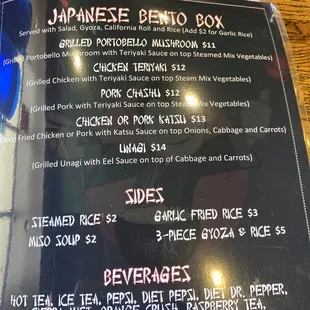 JAPANESE BENTO BOX
Served with Salad, Gyoza, California Roll and Rice (Add $2 for Garlic Rice)
GRILLED PORTOBELLO MUSHROOM $11
(Grilled Portobello Mushroom with Teriyaki Sauce on top Steamed Mix Vegetables)
CHICKEN TERIYAKI $12
(Grilled Chicken with Teriyaki Sauce on top Steam Mix Vegetables)
PORK CHASHU $12
(Grilled Pork with Teriyaki Sauce on top Steam Mix Vegetables)
CHICKEN OR PORK KATSU $13
Fried Chicken or Pork with Katsu Sauce on top Onions, Cabbage and Carrots)
UNAGI $14
(Grilled Unagi with Eel Sauce on top of Cabbage and Carrots)
SIDES
STEAMED RICE $2 GARLIC FRIED RICE $3
MISO SOUP $2 3-PIECE GYOZA & RICE $5
BEVERAGES
HOT TEA, ICE TEA, PEPSI, DIET PEPSI, DIET DR. PEPPER,
SIERRA MIST, ORANGE CRUSH, RASPBERRY TEA,